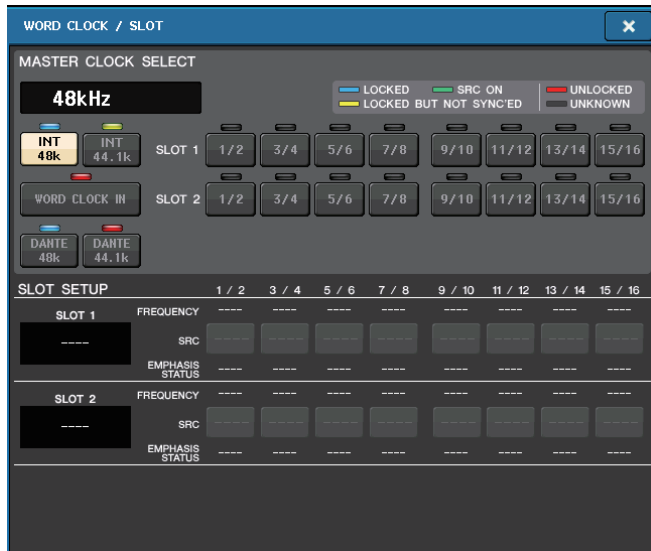 WORD CLOCK / SLOT
×
MASTER CLOCK SELECT
48kHz
LOCKED SRC ON UNLOCKED
LOCKED BUT NOT SYNC'ED UNKNOWN
INT 48k INT 44.1k SLOT 1 1/2 3/4 5/6 7/8 9/10 11/12 13/14 15/16
WORD CLOCK IN SLOT 2 1/2 3/4 5/6 7/8 9/10 11/12 13/14 15/16
DANTE 48k DANTE 44.1k
SLOT SETUP 1 / 2 3 / 4 5 / 6 7 / 8 9 / 10 11 / 12 13 / 14 15 / 16
SLOT 1 FREQUENCY ---- ---- ---- ---- ---- ---- ---- ----
---- SRC ---- ---- ---- ---- ---- ---- ---- ----
EMPHASIS STATUS ---- ---- ---- ---- ---- ---- ---- ----
SLOT 2 FREQUENCY ---- ---- ---- ---- ---- ---- ---- ----
---- SRC ---- ---- ---- ---- ---- ---- ---- ----
EMPHASIS STATUS ---- ---- ---- ---- ---- ---- ---- ----